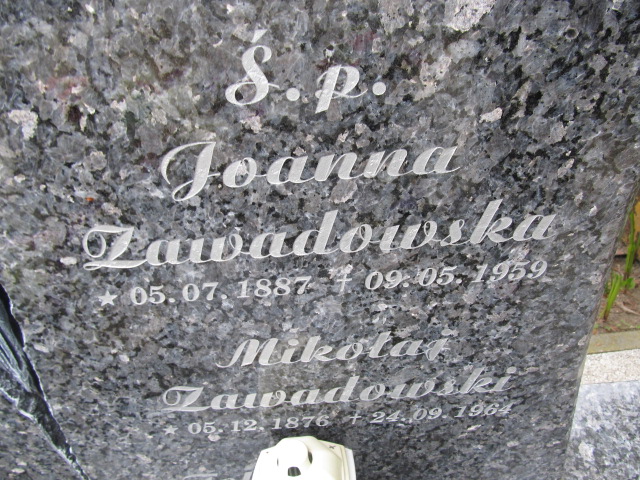 Ś.p.
Joanna
Zawadowska
★ 05.07.1887 † 09.05.1959
Mikołaj
Zawadowski
★ 05.12.1876 † 24.09.1964